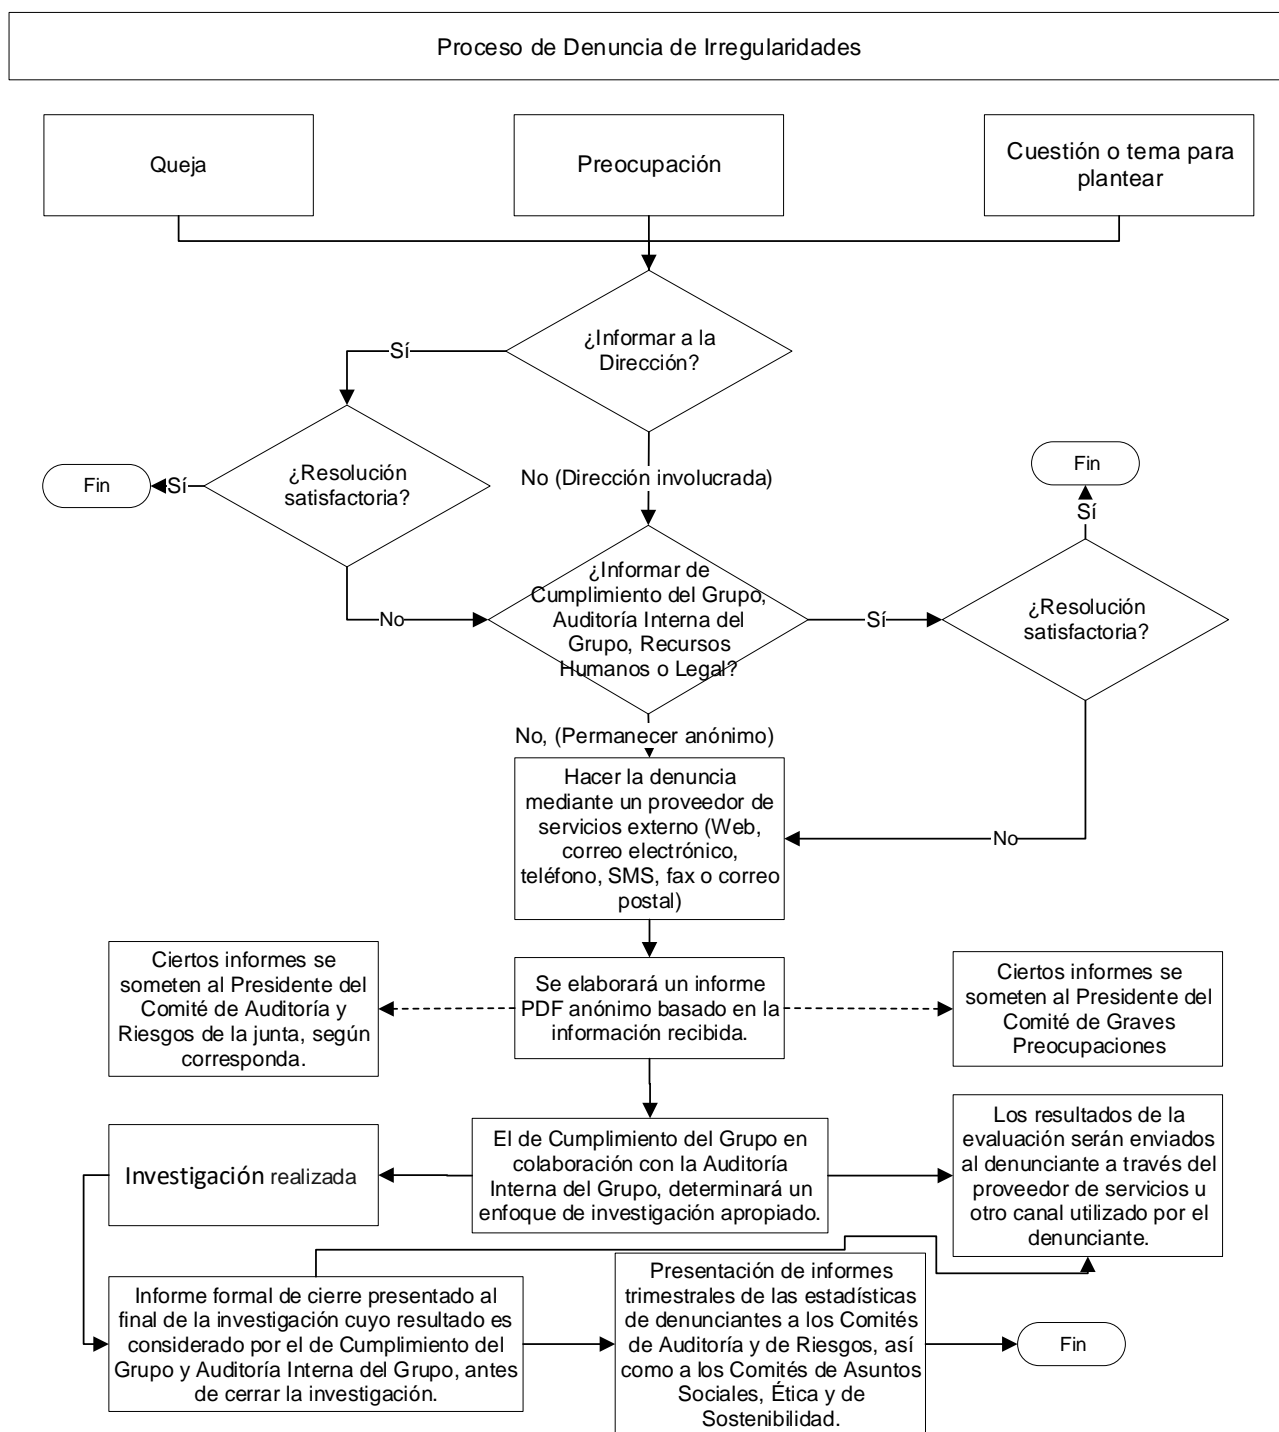 Proceso de Denuncia de Irregularidades
Queja
Preocupación
Cuestión o tema para
plantear
¿Informar a la
Dirección?
Sí
¿Resolución
satisfactoria?
Sí
Fin
No (Dirección involucrada)
No
¿Informar de
Cumplimiento del Grupo,
Auditoría Interna del
Grupo, Recursos
Humanos o Legal?
Sí
¿Resolución
satisfactoria?
Sí
Fin
No, (Permanecer anónimo)
No
Hacer la denuncia
mediante un proveedor de
servicios externo (Web,
correo electrónico,
teléfono, SMS, fax o correo
postal)
Ciertos informes se
someten al Presidente del
Comité de Auditoría y
Riesgos de la junta, según
corresponda.
Se elaborará un informe
PDF anónimo basado en la
información recibida.
Ciertos informes se
someten al Presidente del
Comité de Graves
Preocupaciones
Investigación realizada
El de Cumplimiento del Grupo en
colaboración con la Auditoría
Interna del Grupo, determinará un
enfoque de investigación apropiado.
Los resultados de la
evaluación serán enviados
al denunciante a través del
proveedor de servicios u
otro canal utilizado por el
denunciante.
Informe formal de cierre presentado al
final de la investigación cuyo resultado es
considerado por el de Cumplimiento del
Grupo y Auditoría Interna del Grupo, antes
de cerrar la investigación.
Presentación de informes
trimestrales de las estadísticas
de denunciantes a los Comités
de Auditoría y de Riesgos, así
como a los Comités de Asuntos
Sociales, Ética y de
Sostenibilidad.
Fin